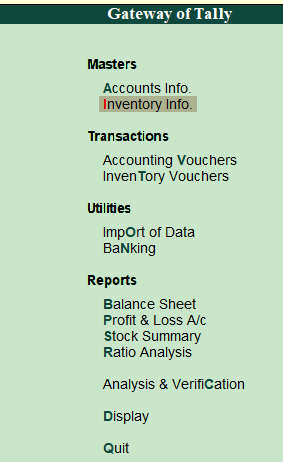 Gateway of Tally
Masters
Accounts Info.
Inventory Info.
Transactions
Accounting Vouchers
InvenTory Vouchers
Utilities
ImpOrt of Data
BaNking
Reports
Balance Sheet
Profit & Loss A/c
Stock Summary
Ratio Analysis
Analysis & VerifiCation
Display
Quit